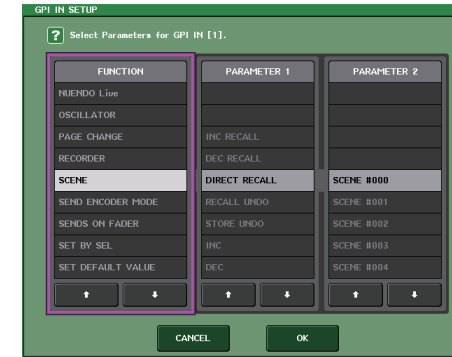 GPI IN SETUP
? Select Parameters for GPI IN [1].
FUNCTION PARAMETER 1 PARAMETER 2
NUENDO Live
OSCILLATOR
PAGE CHANGE INC RECALL
RECORDER DEC RECALL
SCENE DIRECT RECALL SCENE #000
SEND ENCODER MODE RECALL UNDO SCENE #001
SENDS ON FADER STORE UNDO SCENE #002
SET BY SEL INC SCENE #003
SET DEFAULT VALUE DEC SCENE #004
CANCEL OK